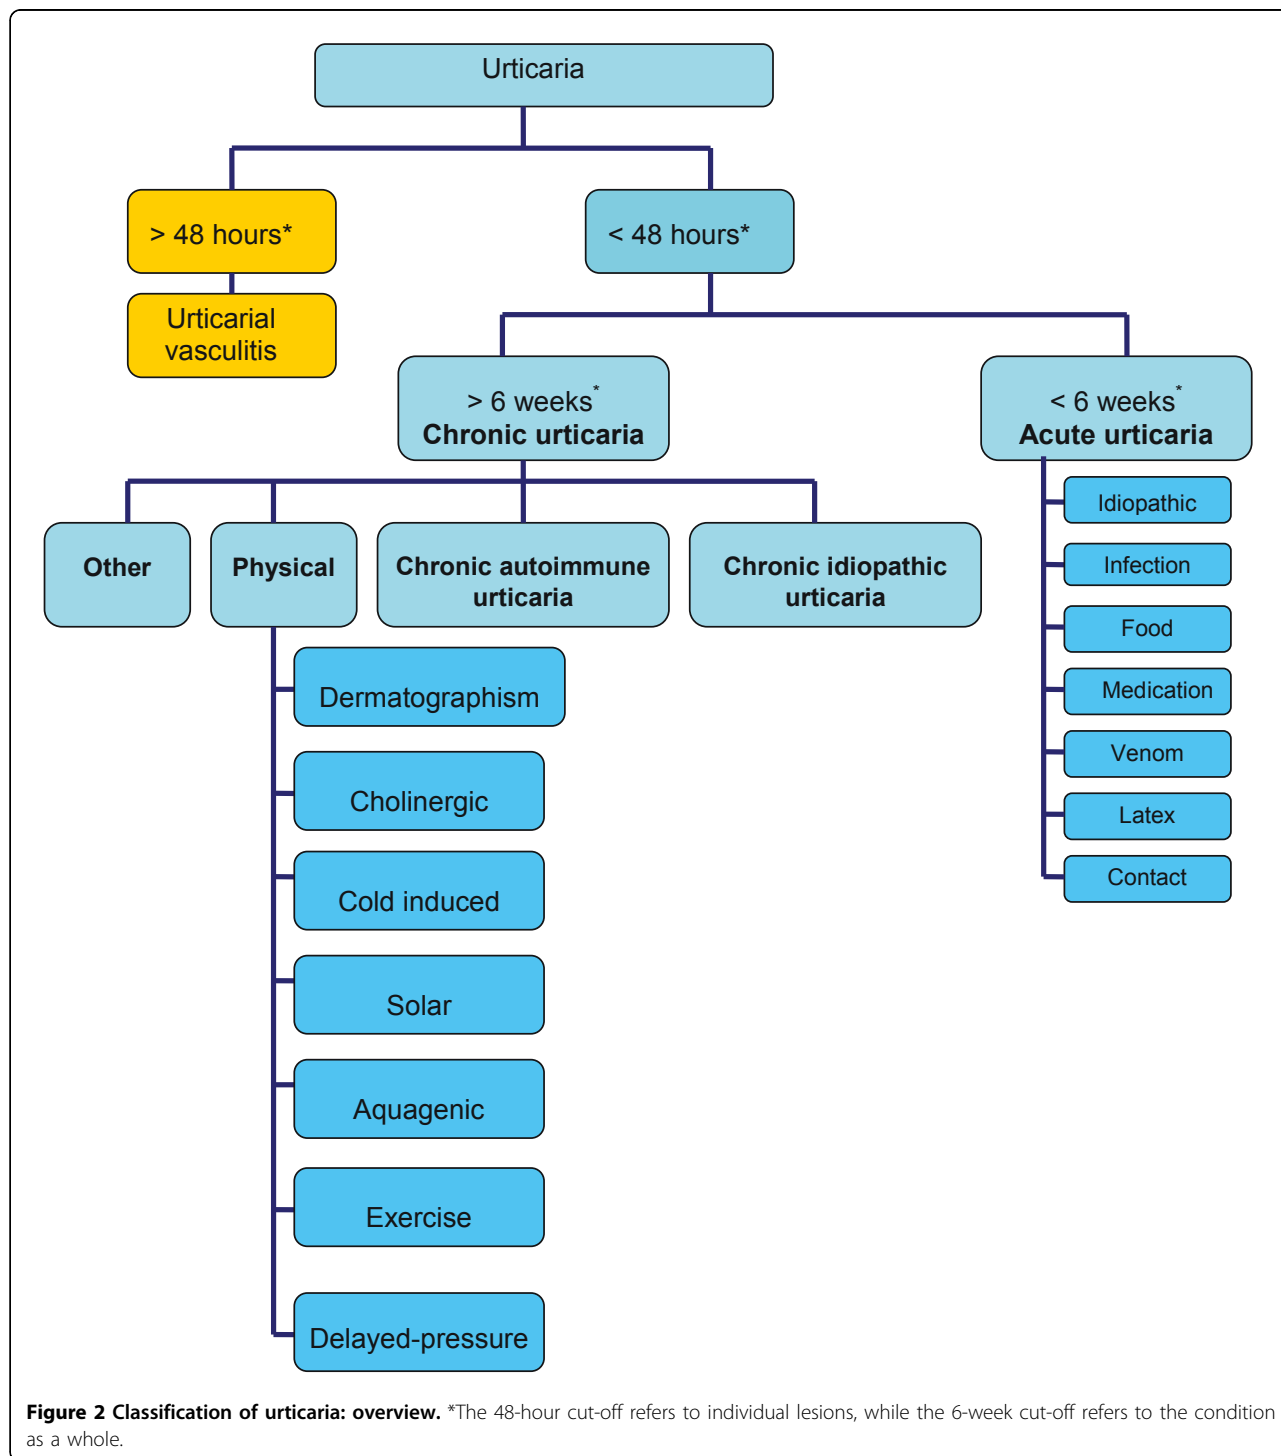 Urticaria
> 48 hours*
< 48 hours*
Urticarial
vasculitis
> 6 weeks*
Chronic urticaria
< 6 weeks*
Acute urticaria
Other
Physical
Chronic autoimmune
urticaria
Chronic idiopathic
urticaria
Dermatographism
Cholinergic
Cold induced
Solar
Aquagenic
Exercise
Delayed-pressure
Idiopathic
Infection
Food
Medication
Venom
Latex
Contact
Figure 2 Classification of urticaria: overview. *The 48-hour cut-off refers to individual lesions, while the 6-week cut-off refers to the condition
as a whole.